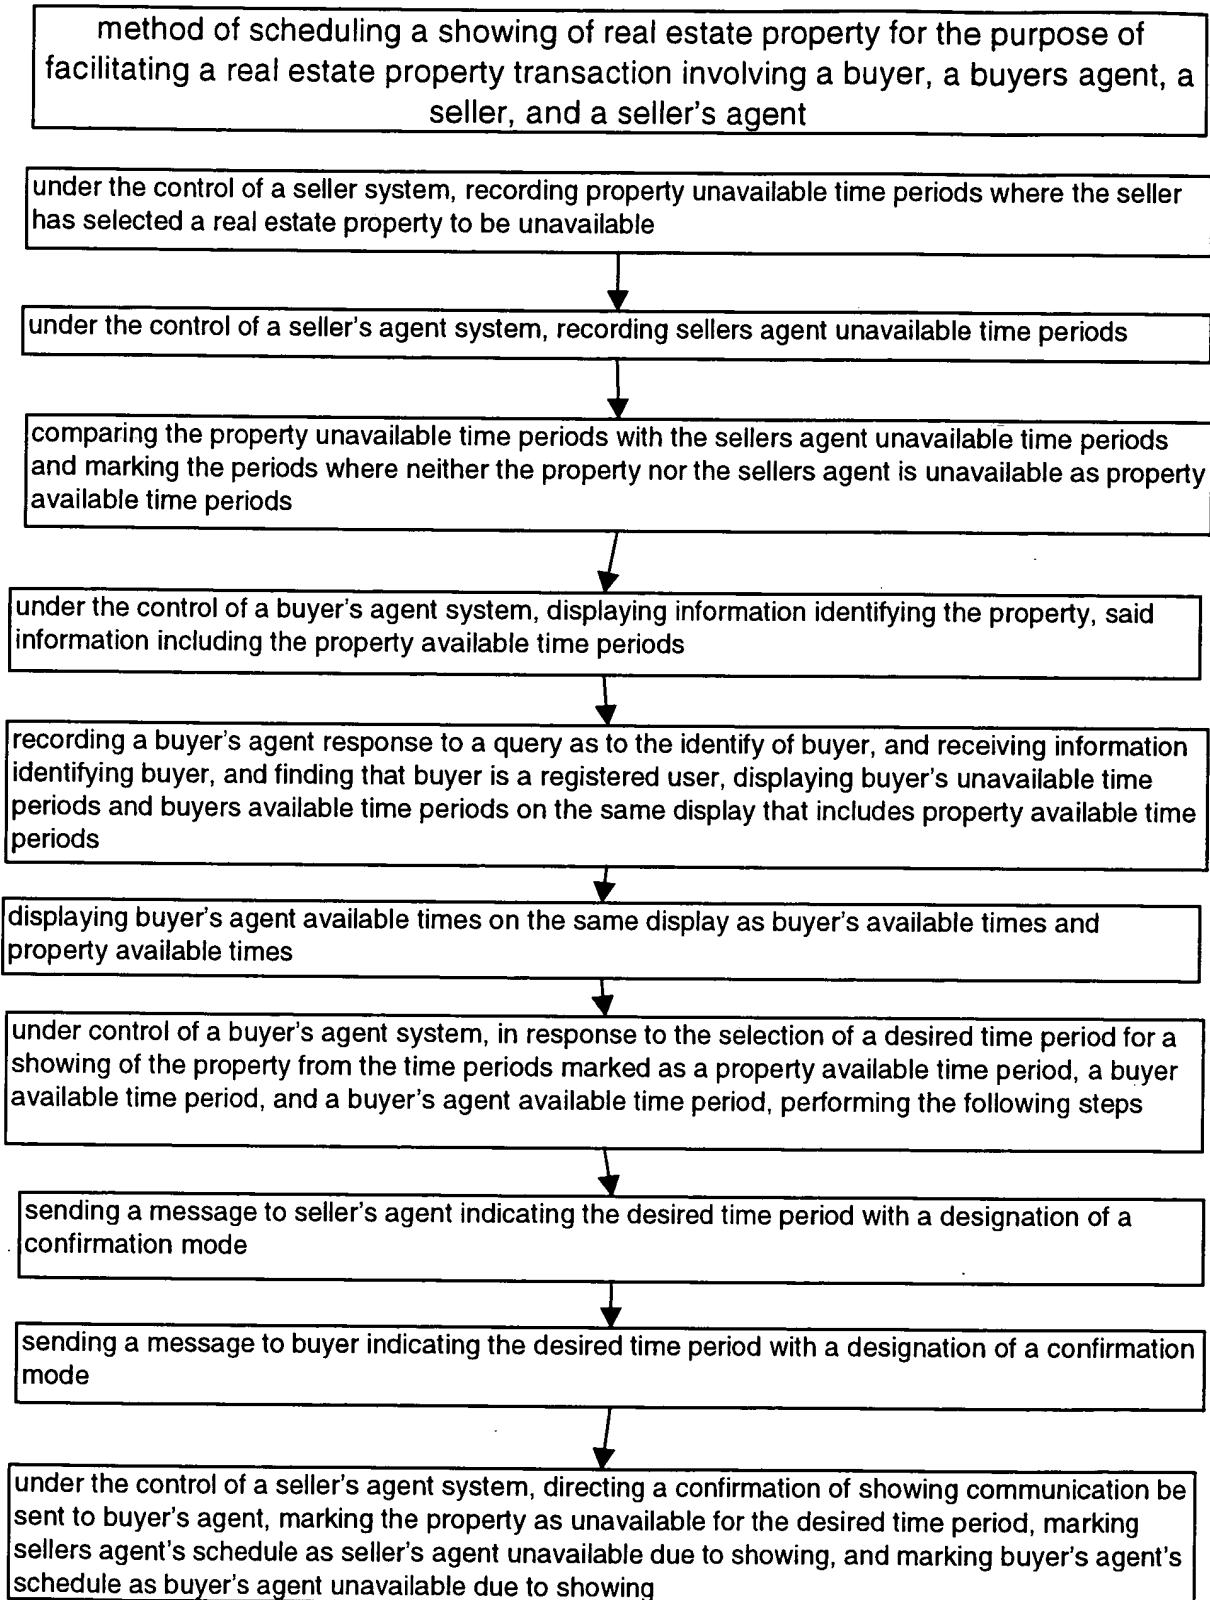 method of scheduling a showing of real estate property for the purpose of
facilitating a real estate property transaction involving a buyer, a buyers agent, a
seller, and a seller's agent
under the control of a seller system, recording property unavailable time periods where the seller
has selected a real estate property to be unavailable
under the control of a seller's agent system, recording sellers agent unavailable time periods
comparing the property unavailable time periods with the sellers agent unavailable time periods
and marking the periods where neither the property nor the sellers agent is unavailable as property
available time periods
under the control of a buyer's agent system, displaying information identifying the property, said
information including the property available time periods
recording a buyer's agent response to a query as to the identify of buyer, and receiving information
identifying buyer, and finding that buyer is a registered user, displaying buyer's unavailable time
periods and buyers available time periods on the same display that includes property available time
periods
displaying buyer's agent available times on the same display as buyer's available times and
property available times
under control of a buyer's agent system, in response to the selection of a desired time period for a
showing of the property from the time periods marked as a property available time period, a buyer
available time period, and a buyer's agent available time period, performing the following steps
sending a message to seller's agent indicating the desired time period with a designation of a
confirmation mode
sending a message to buyer indicating the desired time period with a designation of a confirmation
mode
under the control of a seller's agent system, directing a confirmation of showing communication be
sent to buyer's agent, marking the property as unavailable for the desired time period, marking
sellers agent's schedule as seller's agent unavailable due to showing, and marking buyer's agent's
schedule as buyer's agent unavailable due to showing